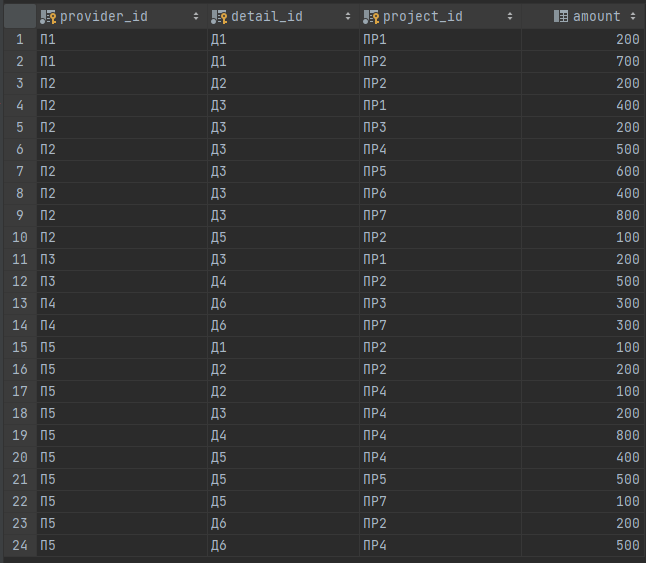 provider_id detail_id project_id amount
1 П1 Д1 ПР1 200
2 П1 Д1 ПР2 700
3 П2 Д2 ПР2 200
4 П2 Д3 ПР1 400
5 П2 Д3 ПР3 200
6 П2 Д3 ПР4 500
7 П2 Д3 ПР5 600
8 П2 Д3 ПР6 400
9 П2 Д3 ПР7 800
10 П2 Д5 ПР2 100
11 П3 Д3 ПР1 200
12 П3 Д4 ПР2 500
13 П4 Д6 ПР3 300
14 П4 Д6 ПР7 300
15 П5 Д1 ПР2 100
16 П5 Д2 ПР2 200
17 П5 Д2 ПР4 100
18 П5 Д3 ПР4 200
19 П5 Д4 ПР4 800
20 П5 Д5 ПР4 400
21 П5 Д5 ПР5 500
22 П5 Д5 ПР7 100
23 П5 Д6 ПР2 200
24 П5 Д6 ПР4 500